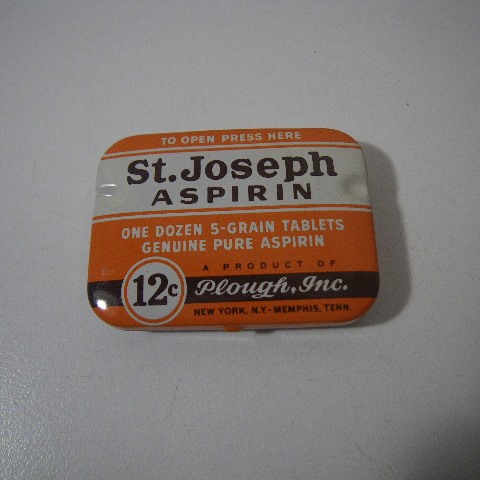 TO OPEN PRESS HERE
St. Joseph
ASPIRIN
ONE DOZEN 5-GRAIN TABLETS
GENUINE PURE ASPIRIN
A PRODUCT OF
12c Plough, Inc.
NEW YORK, N.Y.-MEMPHIS, TENN.